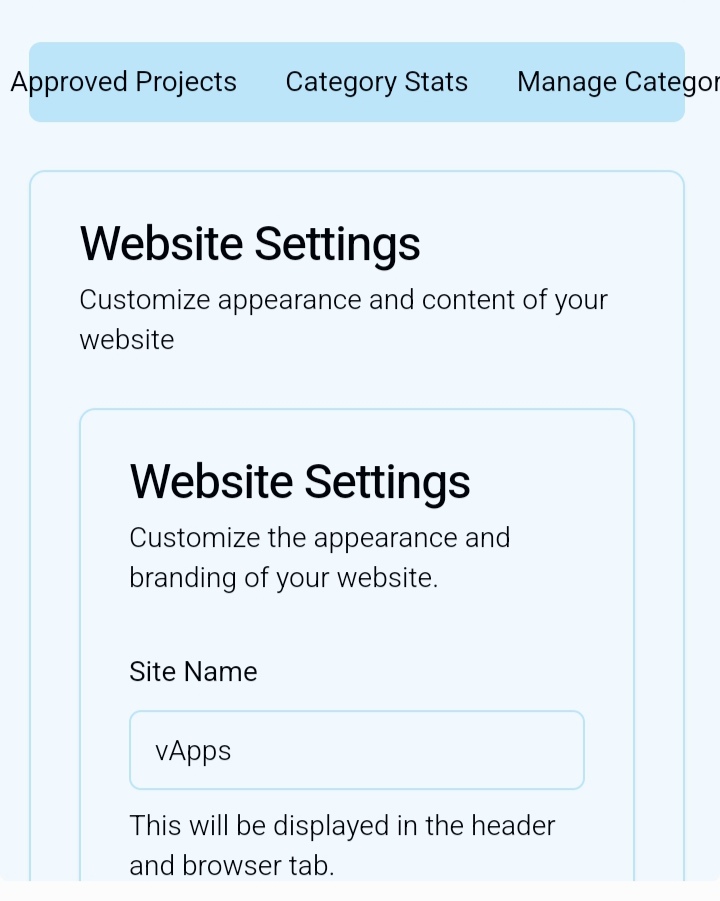 Approved Projects Category Stats Manage Categor
Website Settings
Customize appearance and content of your
website
Website Settings
Customize the appearance and
branding of your website.
Site Name
vApps
This will be displayed in the header
and browser tab.